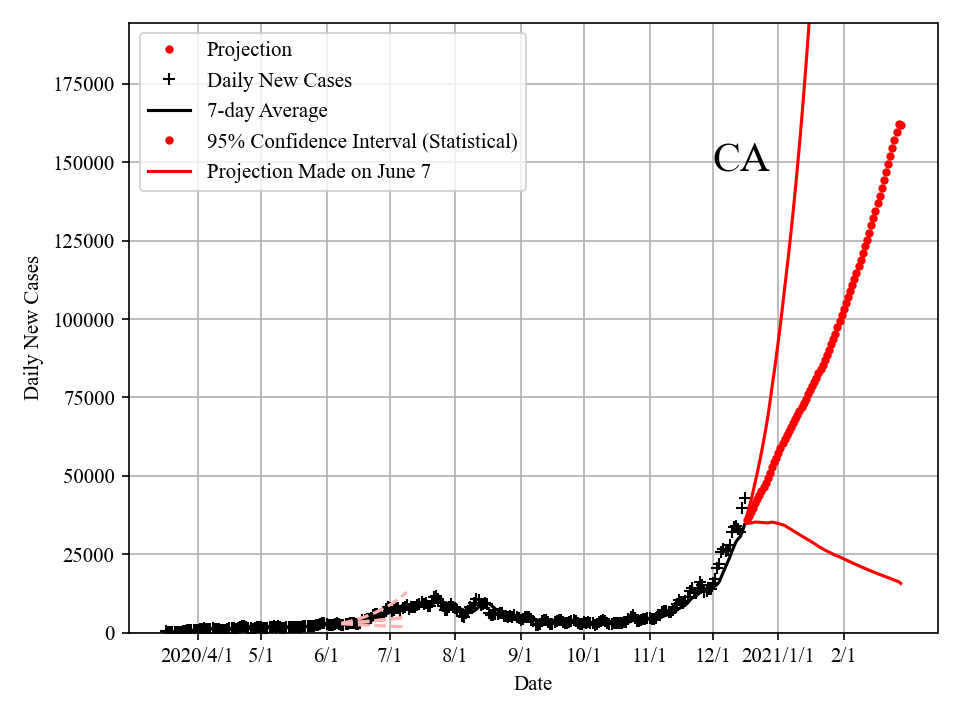 Projection
Daily New Cases
7-day Average
95% Confidence Interval (Statistical)
Projection Made on June 7
CA
175000
150000
125000
100000
75000
50000
25000
0
Daily New Cases
2020/4/1 5/1 6/1 7/1 8/1 9/1 10/1 11/1 12/1 2021/1/1 2/1
Date